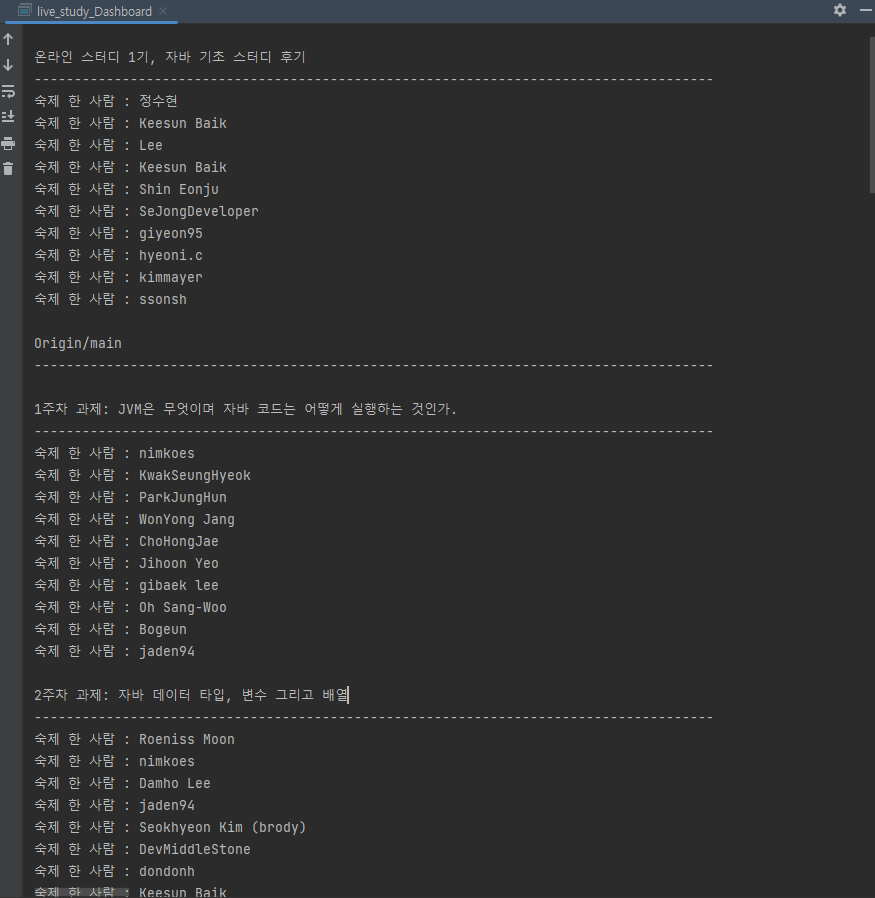 live_study_Dashboard
온라인 스터디 1기, 자바 기초 스터디 후기
-------------------------------------------------------------------------------------
숙제 한 사람 : 정수현
숙제 한 사람 : Keesun Baik
숙제 한 사람 : Lee
숙제 한 사람 : Keesun Baik
숙제 한 사람 : Shin Eonju
숙제 한 사람 : SeJongDeveloper
숙제 한 사람 : giyeon95
숙제 한 사람 : hyeoni.c
숙제 한 사람 : kimmayer
숙제 한 사람 : ssonsh
Origin/main
-------------------------------------------------------------------------------------
1주차 과제: JVM은 무엇이며 자바 코드는 어떻게 실행하는 것인가.
-------------------------------------------------------------------------------------
숙제 한 사람 : nimkoes
숙제 한 사람 : KwakSeungHyeok
숙제 한 사람 : ParkJungHun
숙제 한 사람 : WonYong Jang
숙제 한 사람 : ChoHongJae
숙제 한 사람 : Jihoon Yeo
숙제 한 사람 : gibaek lee
숙제 한 사람 : Oh Sang-Woo
숙제 한 사람 : Bogeun
숙제 한 사람 : jaden94
2주차 과제: 자바 데이터 타입, 변수 그리고 배열
-------------------------------------------------------------------------------------
숙제 한 사람 : Roeniss Moon
숙제 한 사람 : nimkoes
숙제 한 사람 : Damho Lee
숙제 한 사람 : jaden94
숙제 한 사람 : Seokhyeon Kim (brody)
숙제 한 사람 : DevMiddleStone
숙제 한 사람 : dondonh
숙제 한 사람 : Keesun Baik